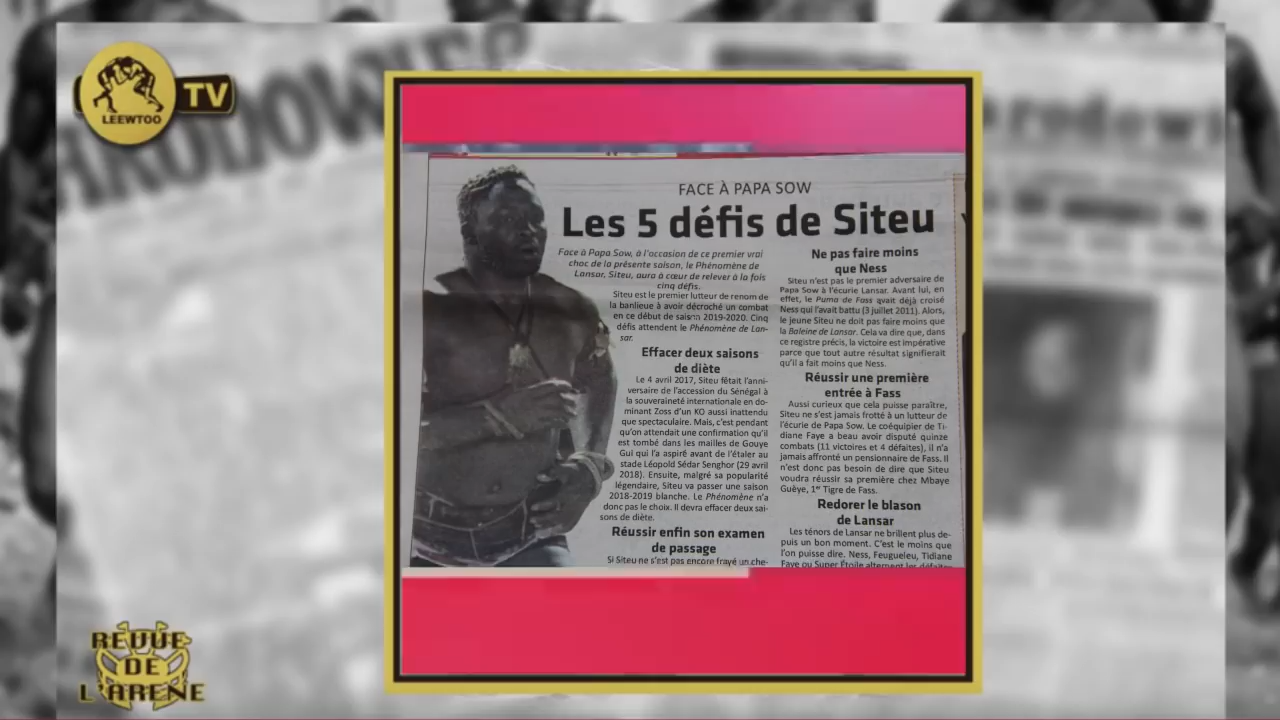 LEEWTOO
TV
FACE À PAPA SOW
Les 5 défis de Siteu
Face à Papa Sow, à l'occasion de ce premier vrai
choc de la présente saison, le Phénomène de
Lansar, Siteu, aura à cœur de relever à la fois
cinq défis.
Siteu est le premier lutteur de renom de
la banlieue à avoir décroché un combat
en ce début de saison 2019-2020. Cinq
défis attendent le Phénomène de Lan-
sar.
Effacer deux saisons
de diète
Le 4 avril 2017, Siteu fêtait l'anni-
versaire de l'accession du Sénégal à
la souveraineté internationale en do-
minant Zoss d'un KO aussi inattendu
que spectaculaire. Mais, c'est pendant
qu'on attendait une confirmation qu'il
est tombé dans les mailles de Gouye
Gui qui l'a aspiré avant de l'étaler au
stade Léopold Sédar Senghor (29 avril
2018). Ensuite, malgré sa popularité
légendaire, Siteu va passer une saison
2018-2019 blanche. Le Phénomène n'a
donc pas le choix. Il devra effacer deux sai-
sons de diète.
Réussir enfin son examen
de passage
Si Siteu ne s'est pas encore frayé un che-
Ne pas faire moins
que Ness
Siteu n'est pas le premier adversaire de
Papa Sow à l'écurie Lansar. Avant lui, en
effet, le Puma de Fass avait déjà croisé
Ness qui l'avait battu (3 juillet 2011). Alors,
le jeune Siteu ne doit pas faire moins que
la Baleine de Lansar. Cela va dire que, dans
ce registre précis, la victoire est impérative
parce que tout autre résultat signifierait
qu'il a fait moins que Ness.
Réussir une première
entrée à Fass
Aussi curieux que cela puisse paraître,
Siteu ne s'est jamais frotté à un lutteur de
l'écurie de Papa Sow. Le coéquipier de Ti-
diane Faye a beau avoir disputé quinze
combats (11 victoires et 4 défaites), il n'a
jamais affronté un pensionnaire de Fass. Il
n'est donc pas besoin de dire que Siteu
voudra réussir sa première chez Mbaye
Guèye, 1er Tigre de Fass.
Redorer le blason
de Lansar
Les ténors de Lansar ne brillent plus de-
puis un bon moment. C'est le moins que
l'on puisse dire. Ness, Feugueleu, Tidiane
Faye ou Super Étoile alternent les défaites
REVUE
DE
L'ARENE